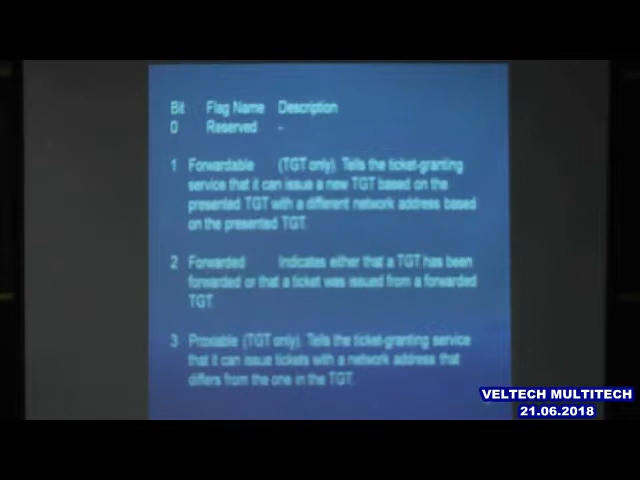 Bit Flag Name Description
0 Reserved -
1 Forwardable (TGT only). Tells the ticket-granting
service that it can issue a new TGT based on the
presented TGT with a different network address based
on the presented TGT.
2 Forwarded Indicates either that a TGT has been
forwarded or that a ticket was issued from a forwarded
TGT.
3 Proxiable (TGT only). Tells the ticket-granting service
that it can issue tickets with a network address that
differs from the one in the TGT.
VELTECH MULTITECH
21.06.2018